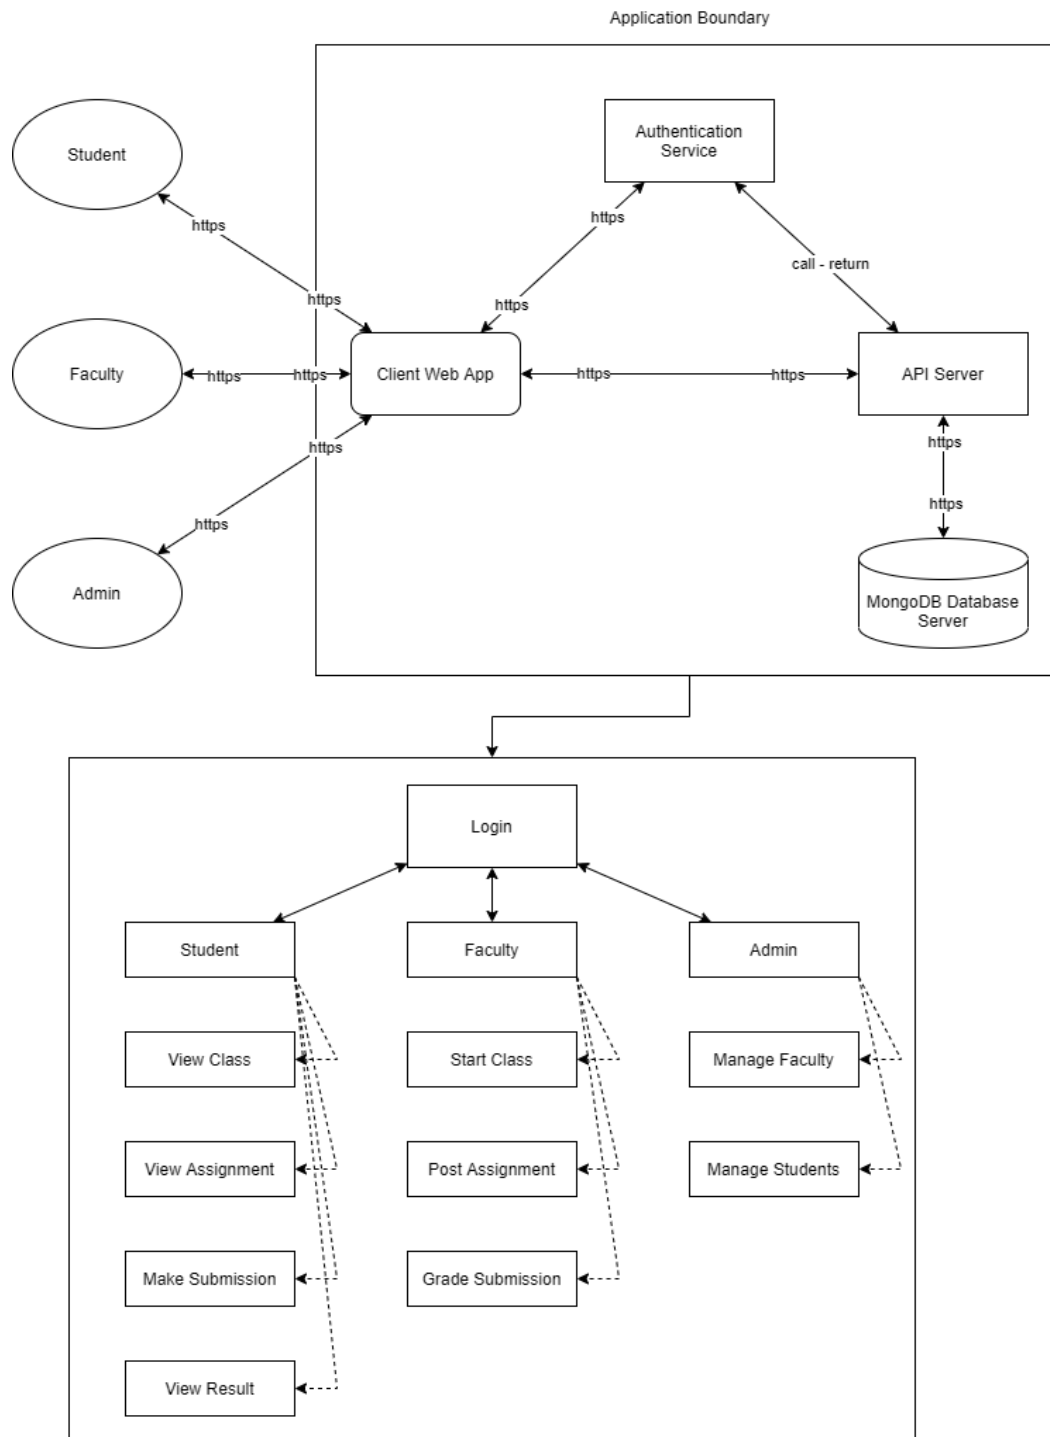 Application Boundary
Student
Authentication
Service
https
https
call - return
https
https
Faculty
https
https
Client Web App
https
https
API Server
https
https
https
https
Admin
MongoDB Database
Server
Login
Student
Faculty
Admin
View Class
Start Class
Manage Faculty
View Assignment
Post Assignment
Manage Students
Make Submission
Grade Submission
View Result